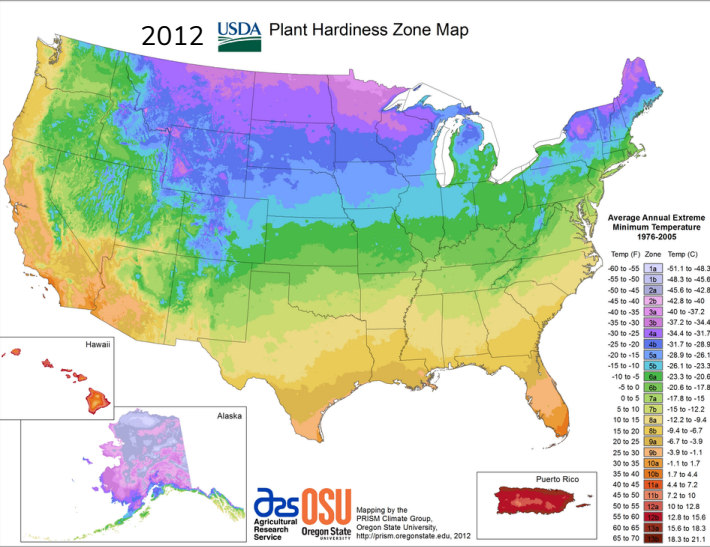 2012 USDA Plant Hardiness Zone Map
Average Annual Extreme
Minimum Temperature
1976-2005
Temp (F) Zone Temp (C)
-60 to -55 1a -51.1 to -48.3
-55 to -50 1b -48.3 to -45.6
-50 to -45 2a -45.6 to -42.8
-45 to -40 2b -42.8 to -40
-40 to -35 3a -40 to -37.2
-35 to -30 3b -37.2 to -34.4
-30 to -25 4a -34.4 to -31.7
-25 to -20 4b -31.7 to -28.9
-20 to -15 5a -28.9 to -26.1
-15 to -10 5b -26.1 to -23.3
-10 to -5 6a -23.3 to -20.6
-5 to 0 6b -20.6 to -17.8
0 to 5 7a -17.8 to -15
5 to 10 7b -15 to -12.2
10 to 15 8a -12.2 to -9.4
15 to 20 8b -9.4 to -6.7
20 to 25 9a -6.7 to -3.9
25 to 30 9b -3.9 to -1.1
30 to 35 10a -1.1 to 1.7
35 to 40 10b 1.7 to 4.4
40 to 45 11a 4.4 to 7.2
45 to 50 11b 7.2 to 10
50 to 55 12a 10 to 12.8
55 to 60 12b 12.8 to 15.6
60 to 65 13a 15.6 to 18.3
65 to 70 13b 18.3 to 21.1
Hawaii
Alaska
Puerto Rico
ars
Agricultural
Research
Service
OSU
Oregon State
UNIVERSITY
Mapping by the
PRISM Climate Group,
Oregon State University,
http://prism.oregonstate.edu, 2012